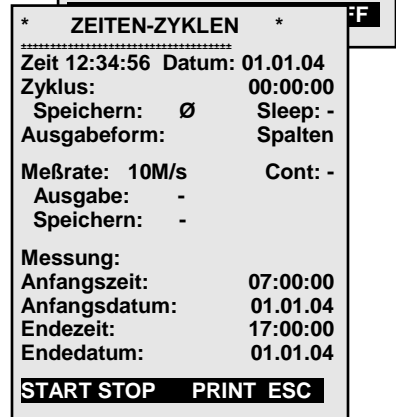 FF
* ZEITEN-ZYKLEN *
Zeit 12:34:56 Datum: 01.01.04
Zyklus: 00:00:00
Speichern: Ø Sleep: -
Ausgabeform: Spalten
Meßrate: 10M/s Cont: -
Ausgabe: -
Speichern: -
Messung:
Anfangszeit: 07:00:00
Anfangsdatum: 01.01.04
Endezeit: 17:00:00
Endedatum: 01.01.04
START STOP PRINT ESC